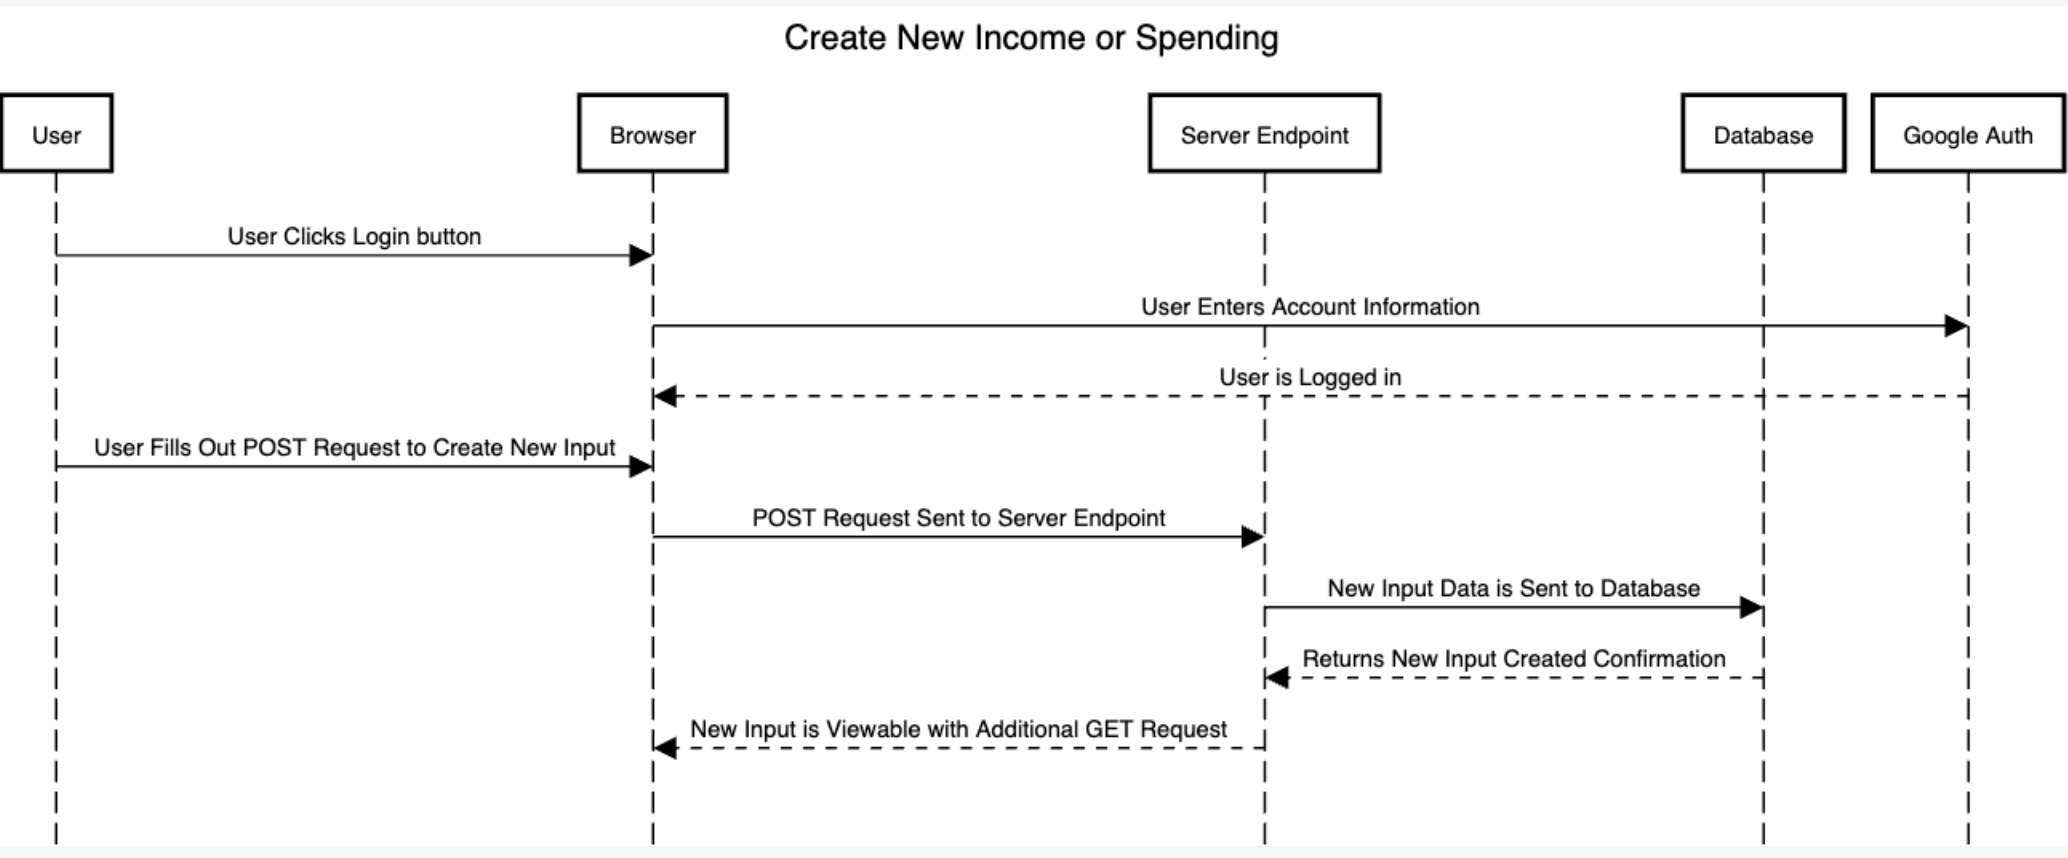 Create New Income or Spending
User
Browser
Server Endpoint
Database
Google Auth
User Clicks Login button
User Enters Account Information
User is Logged in
User Fills Out POST Request to Create New Input
POST Request Sent to Server Endpoint
New Input Data is Sent to Database
Returns New Input Created Confirmation
New Input is Viewable with Additional GET Request